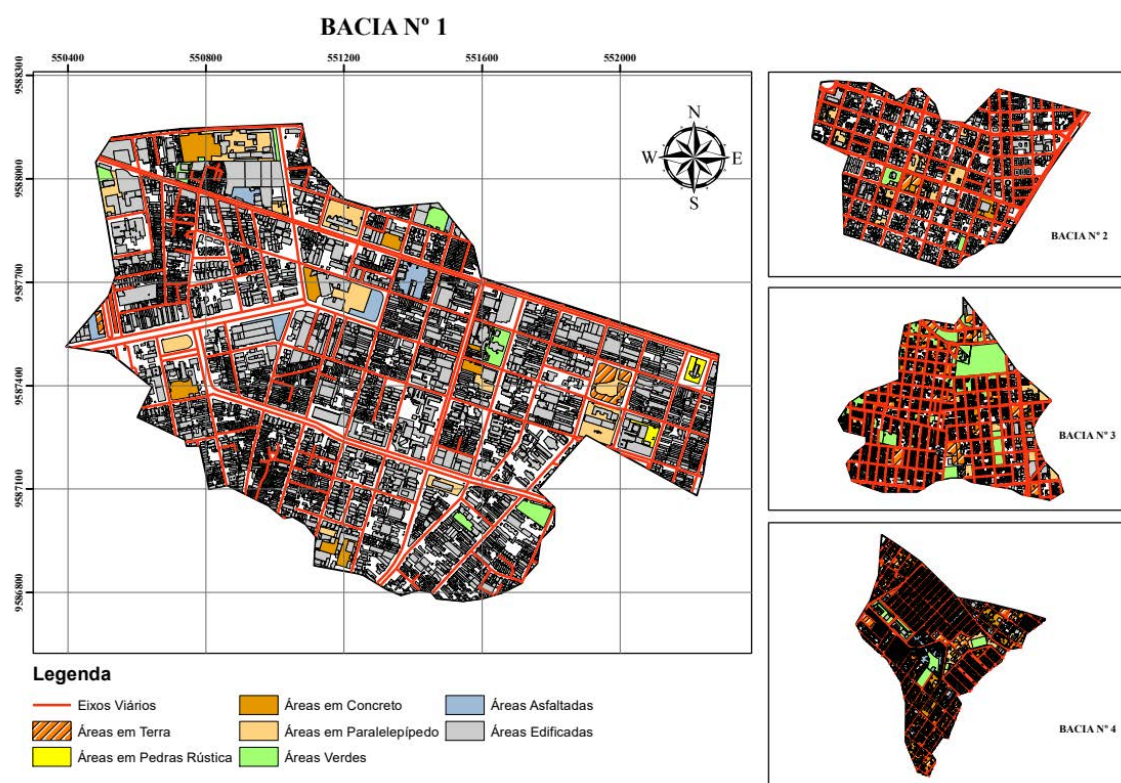 BACIA Nº 1
550400
550800
551200
551600
552000
9588300
9588000
9587700
9587400
9587100
9586800
N
W
E
S
BACIA Nº 2
BACIA Nº 3
BACIA Nº 4
Legenda
Eixos Viários
Áreas em Terra
Áreas em Pedras Rústica
Áreas em Concreto
Áreas em Paralelepípedo
Áreas Verdes
Áreas Asfaltadas
Áreas Edificadas